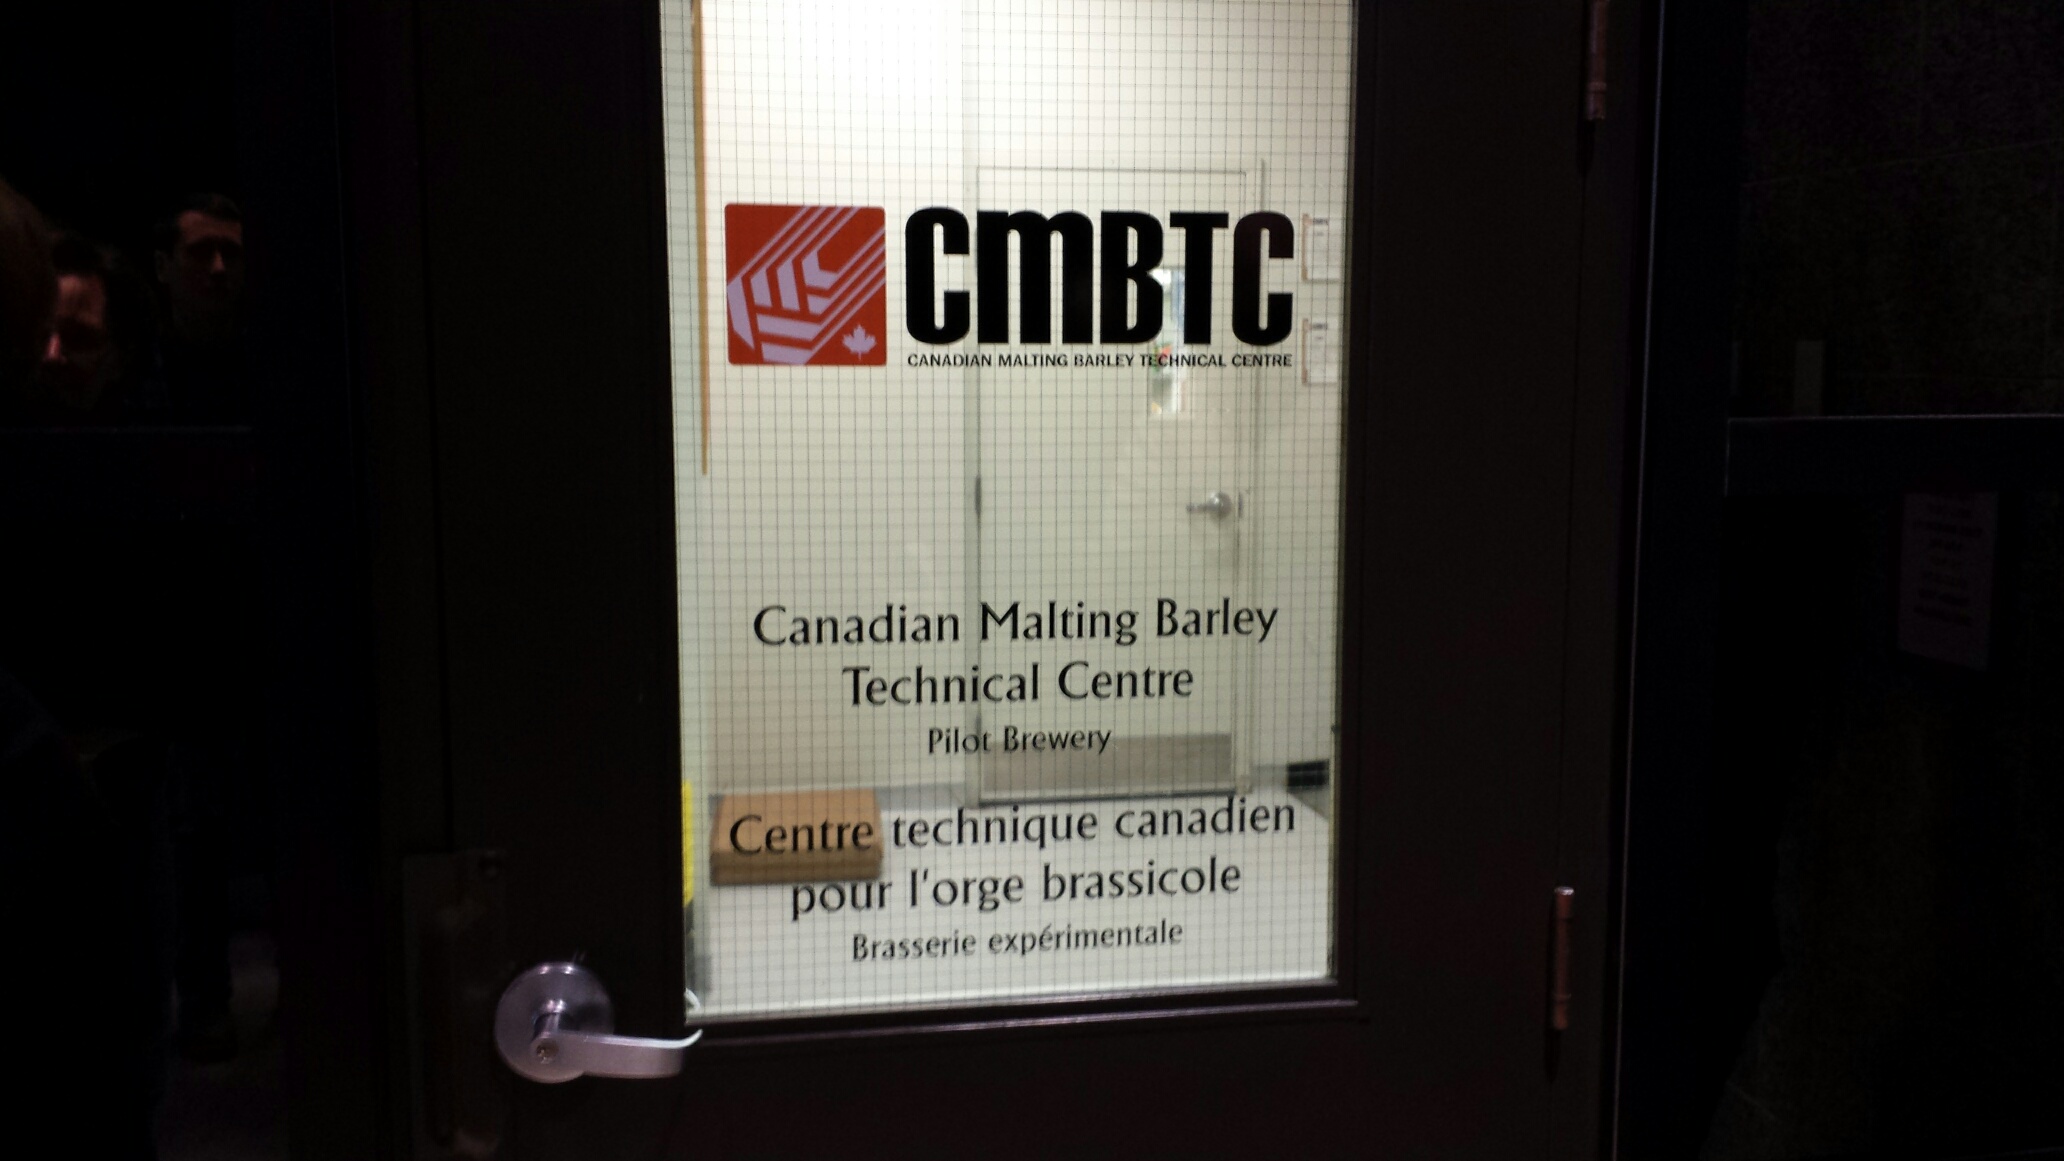 CMBTC
CANADIAN MALTING BARLEY TECHNICAL CENTRE
Canadian Malting Barley
Technical Centre
Pilot Brewery
Centre technique canadien
pour l'orge brassicole
Brasserie expérimentale